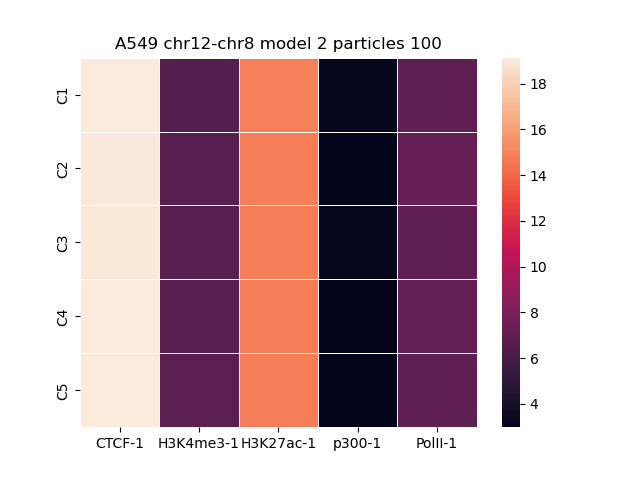 A549 chr12-chr8 model 2 particles 100
C1
C2
C3
C4
C5
CTCF-1 H3K4me3-1 H3K27ac-1 p300-1 PolII-1
18
16
14
12
10
8
6
4